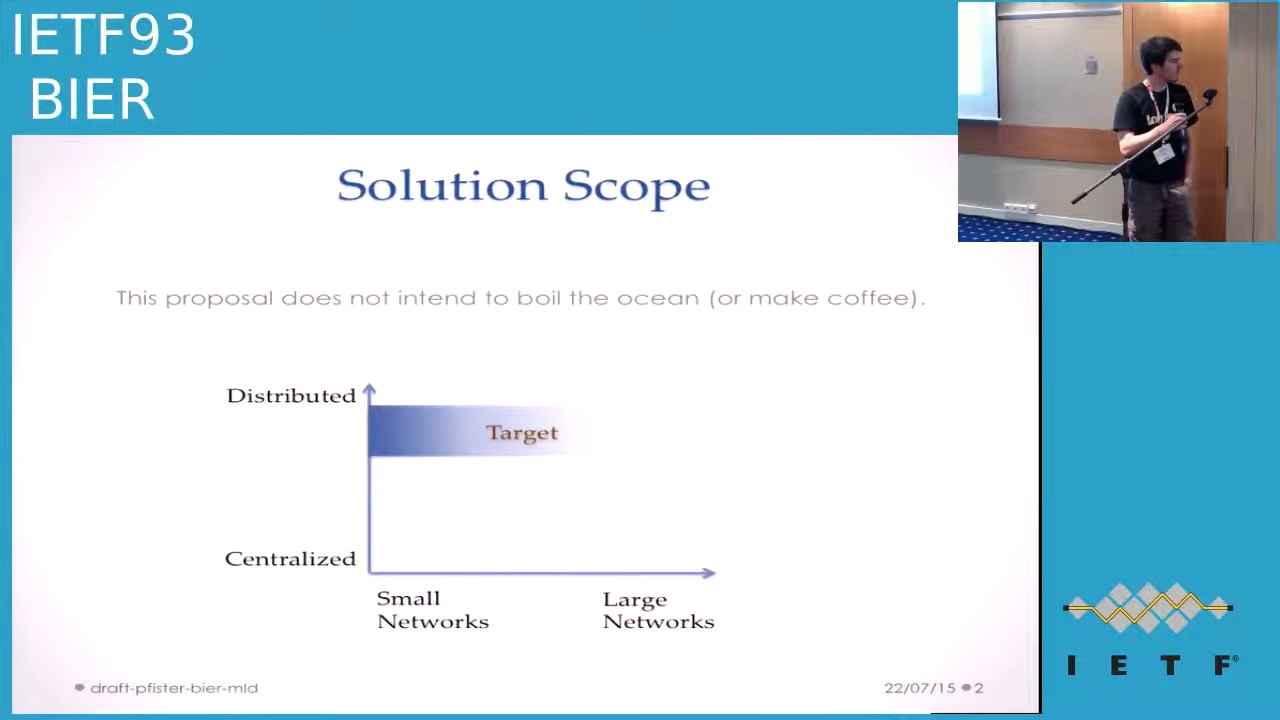 IETF93
BIER
Solution Scope
This proposal does not intend to boil the ocean (or make coffee).
Distributed
Target
Centralized
Small
Networks
Large
Networks
draft-pfister-bier-mld
22/07/15 2
I E T F®